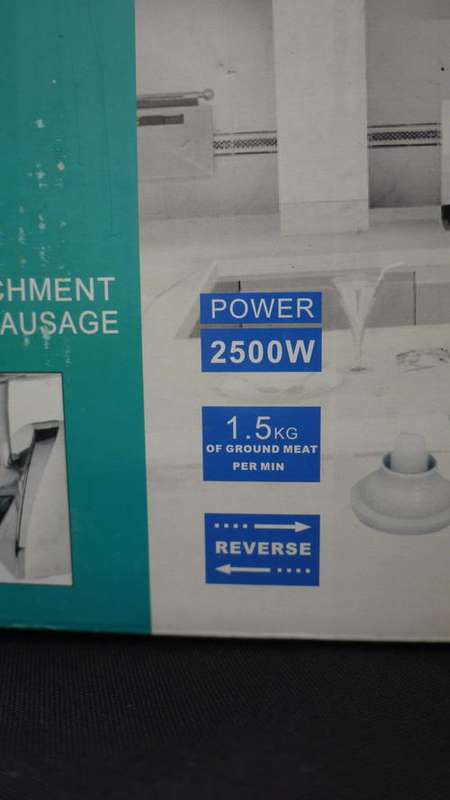 CHMENT
AUSAGE
POWER
2500W
1.5KG
OF GROUND MEAT
PER MIN
REVERSE